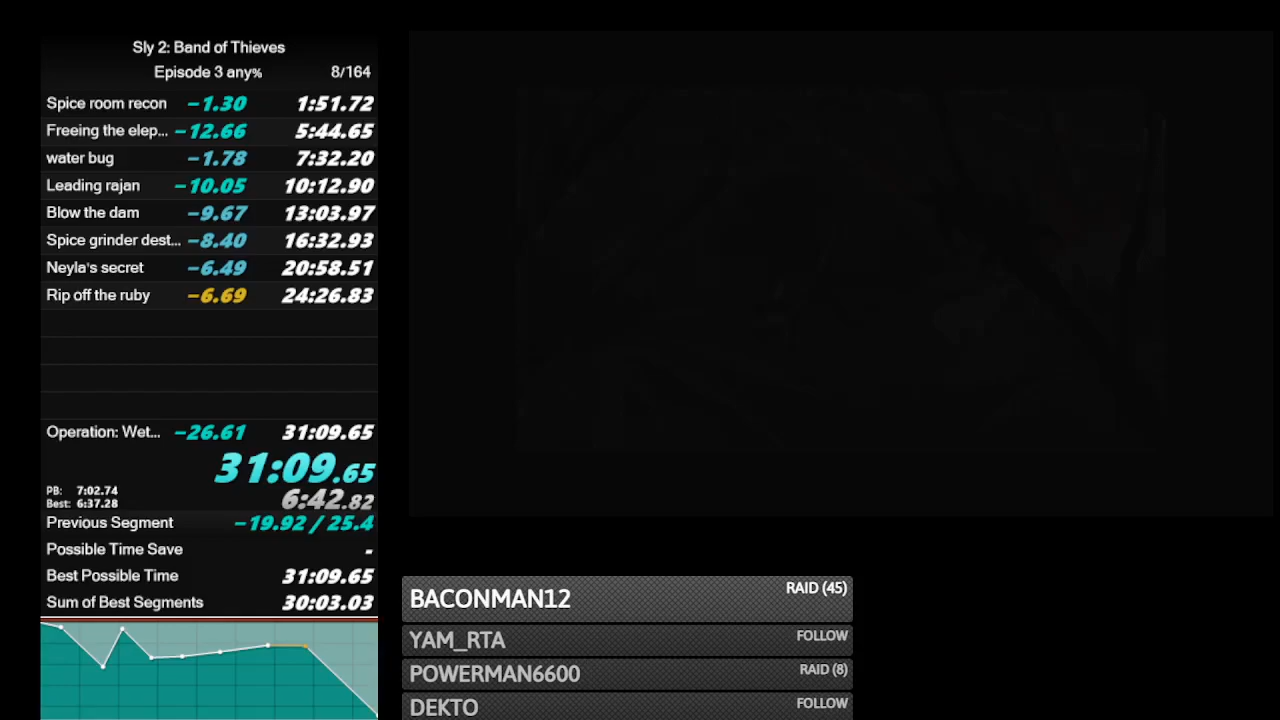 Sly 2: Band of Thieves
Episode 3 any% 8/164
Spice room recon -1.30 1:51.72
Freeing the elep... -12.66 5:44.65
water bug -1.78 7:32.20
Leading rajan -10.05 10:12.90
Blow the dam -9.67 13:03.97
Spice grinder dest... -8.40 16:32.93
Neyla's secret -6.49 20:58.51
Rip off the ruby -6.69 24:26.83
Operation: Wet... -26.61 31:09.65
31:09.65
PB: 7:02.74
Best: 6:37.28
6:42.82
Previous Segment -19.92 / 25.4
Possible Time Save -
Best Possible Time 31:09.65
Sum of Best Segments 30:03.03
BACONMAN12 RAID (45)
YAM_RTA FOLLOW
POWERMAN6600 RAID (8)
DEKTO FOLLOW